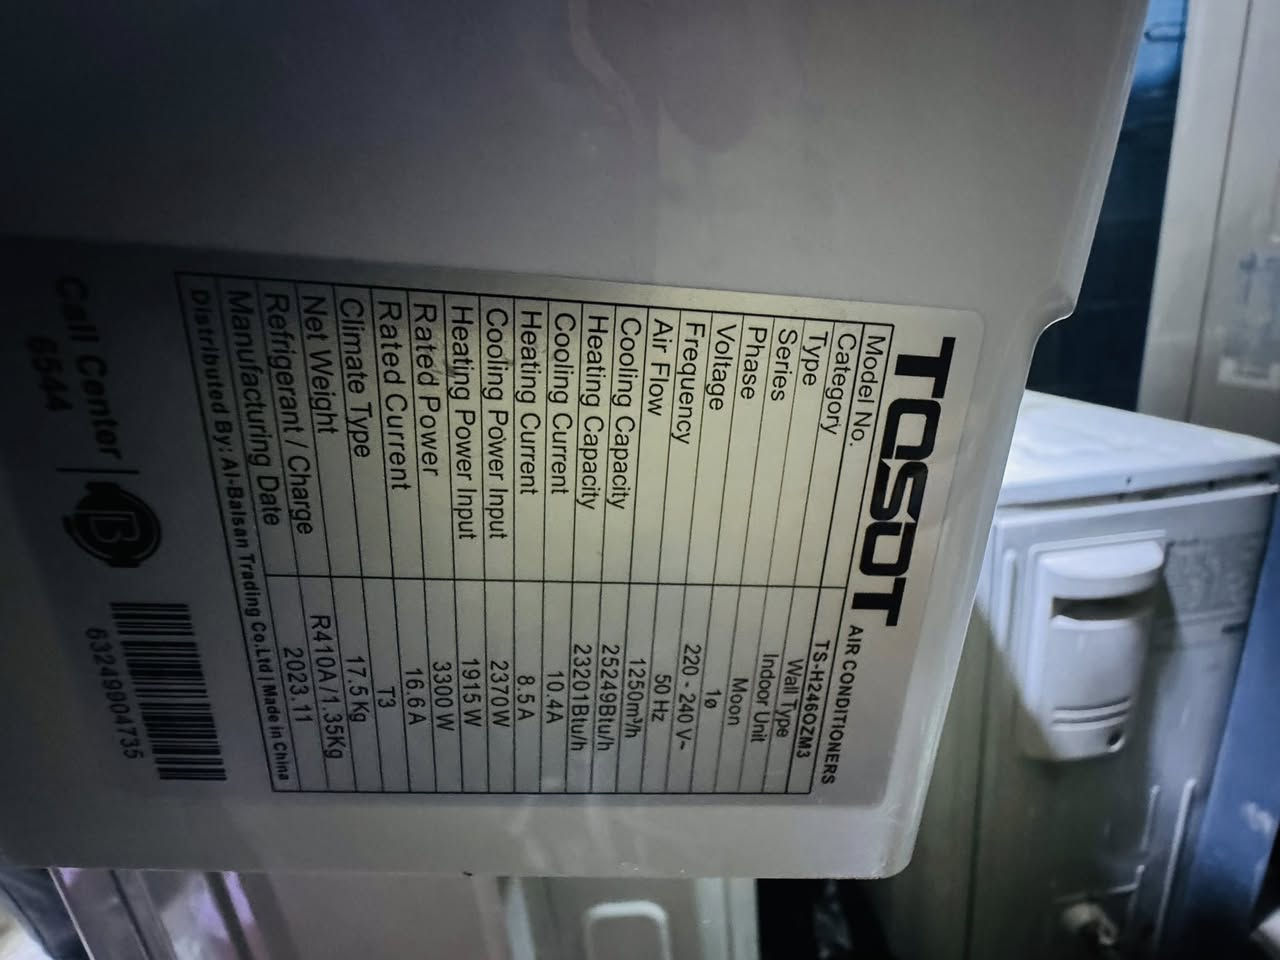 TOSOT AIR CONDITIONERS
Model No. TS-H246OZM3
Category Wall Type
Type Indoor Unit
Series Moon
Phase 1ø
Voltage 220 - 240 V~
Frequency 50 Hz
Air Flow 1250m³/h
Cooling Capacity 25249Btu/h
Heating Capacity 23201Btu/h
Cooling Current 10.4A
Heating Current 8.5A
Cooling Power Input 2370W
Heating Power Input 1915W
Rated Power 3300W
Rated Current 16.6A
Climate Type T3
Net Weight 17.5 Kg
Refrigerant / Charge R410A/1.35Kg
Manufacturing Date 2023.11
Distributed By: Al-Balsan Trading Co.Ltd | Made in China
Call Center
6544
B
63249904735